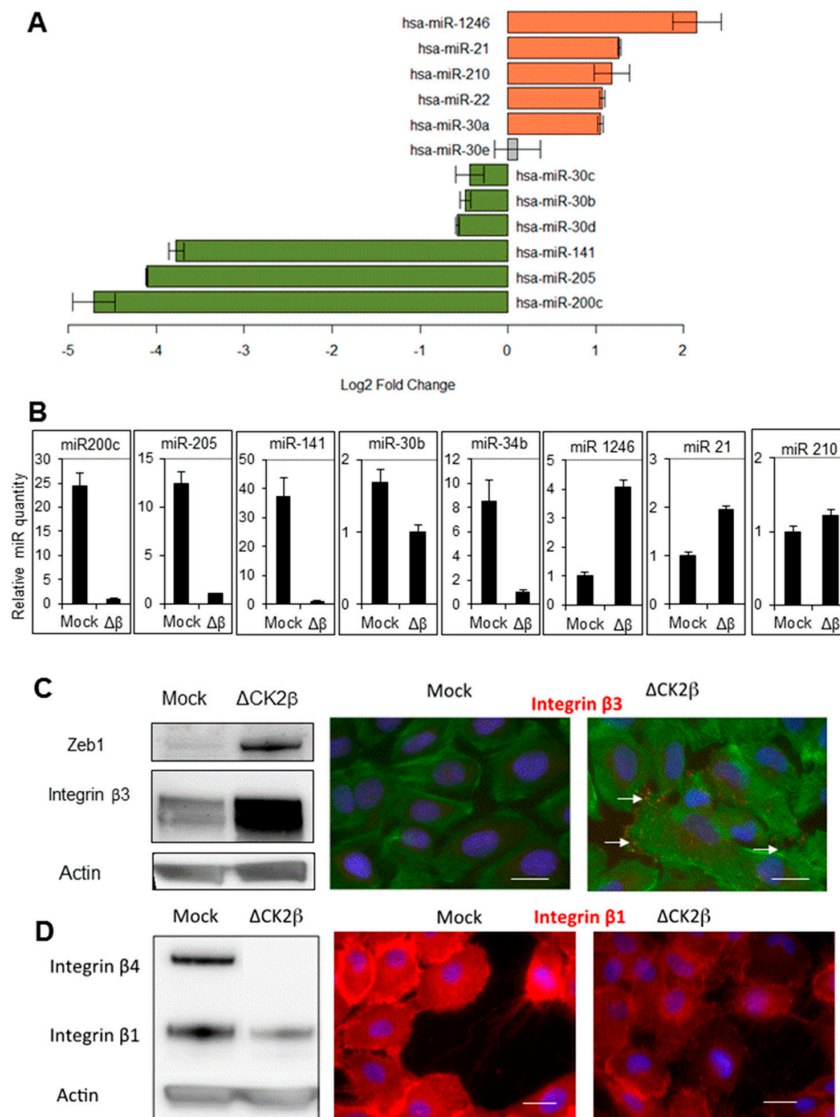 A
hsa-miR-1246
hsa-miR-21
hsa-miR-210
hsa-miR-22
hsa-miR-30a
hsa-miR-30e
hsa-miR-30c
hsa-miR-30b
hsa-miR-30d
hsa-miR-141
hsa-miR-205
hsa-miR-200c
-5 -4 -3 -2 -1 0 1 2
Log2 Fold Change
B
Relative miR quantity
miR200c
30
25
20
15
10
5
0
Mock Δβ
miR-205
15
10
5
0
Mock Δβ
miR-141
50
40
30
20
10
0
Mock Δβ
miR-30b
2
1
0
Mock Δβ
miR-34b
12
10
8
6
4
2
0
Mock Δβ
miR 1246
5
4
3
2
1
0
Mock Δβ
miR 21
3
2
1
0
Mock Δβ
miR 210
2
1
0
Mock Δβ
C
Mock ΔCK2β
Zeb1
Integrin β3
Actin
Mock Integrin β3 ΔCK2β
D
Mock ΔCK2β
Integrin β4
Integrin β1
Actin
Mock Integrin β1 ΔCK2β